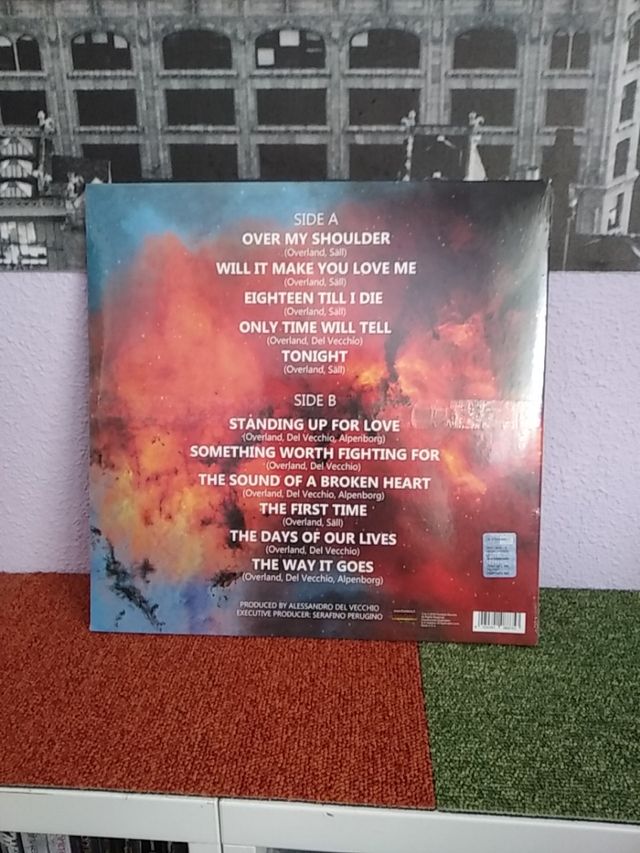 SIDE A
OVER MY SHOULDER
(Overland, Säll)
WILL IT MAKE YOU LOVE ME
(Overland, Säll)
EIGHTEEN TILL I DIE
(Overland, Säll)
ONLY TIME WILL TELL
(Overland, Del Vecchio)
TONIGHT
(Overland, Säll)
SIDE B
STANDING UP FOR LOVE
(Overland, Del Vecchio, Alpenborg)
SOMETHING WORTH FIGHTING FOR
(Overland, Del Vecchio)
THE SOUND OF A BROKEN HEART
(Overland, Del Vecchio, Alpenborg)
THE FIRST TIME
(Overland, Säll)
THE DAYS OF OUR LIVES
(Overland, Del Vecchio)
THE WAY IT GOES
(Overland, Del Vecchio, Alpenborg)
PRODUCED BY ALESSANDRO DEL VECCHIO
EXECUTIVE PRODUCER: SERAFINO PERUGINO